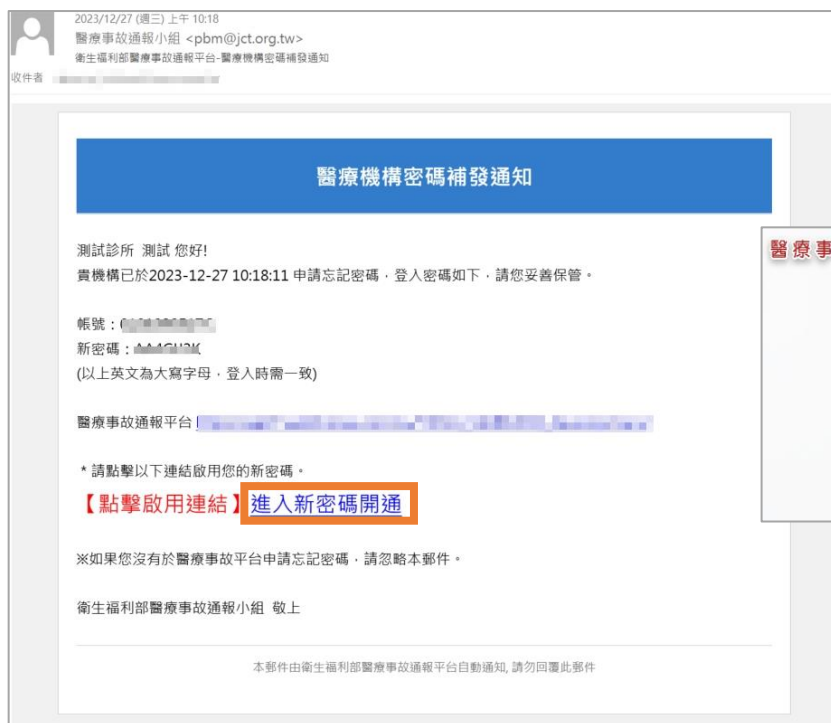 2023/12/27 (週三) 上午 10:18
醫療事故通報小組 <pbm@jct.org.tw>
衛生福利部醫療事故通報平台-醫療機構密碼補發通知
收件者
醫療機構密碼補發通知
測試診所 測試 您好!
貴機構已於2023-12-27 10:18:11 申請忘記密碼，登入密碼如下，請您妥善保管。
帳號：
新密碼：
(以上英文為大寫字母，登入時需一致)
醫療事故通報平台
*請點擊以下連結啟用您的新密碼。
【點擊啟用連結】進入新密碼開通
※如果您沒有於醫療事故平台申請忘記密碼，請忽略本郵件。
衛生福利部醫療事故通報小組 敬上
本郵件由衛生福利部醫療事故通報平台自動通知, 請勿回覆此郵件
醫療事